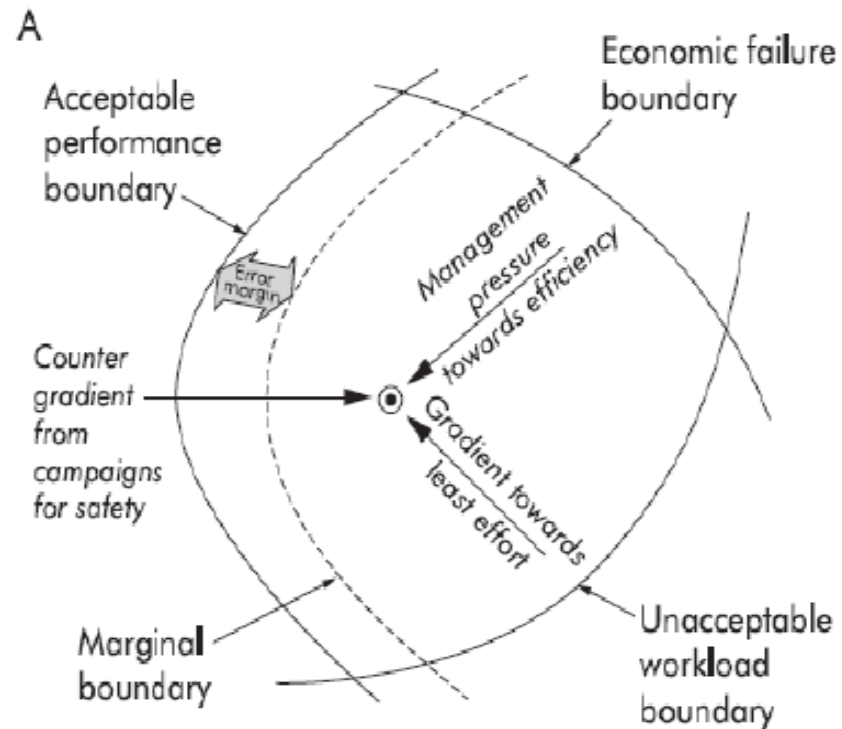 A
Economic failure
boundary
Acceptable
performance
boundary
Management
pressure
towards efficiency
Error
margin
Counter
gradient
from
campaigns
for safety
Gradient towards
least effort
Marginal
boundary
Unacceptable
workload
boundary